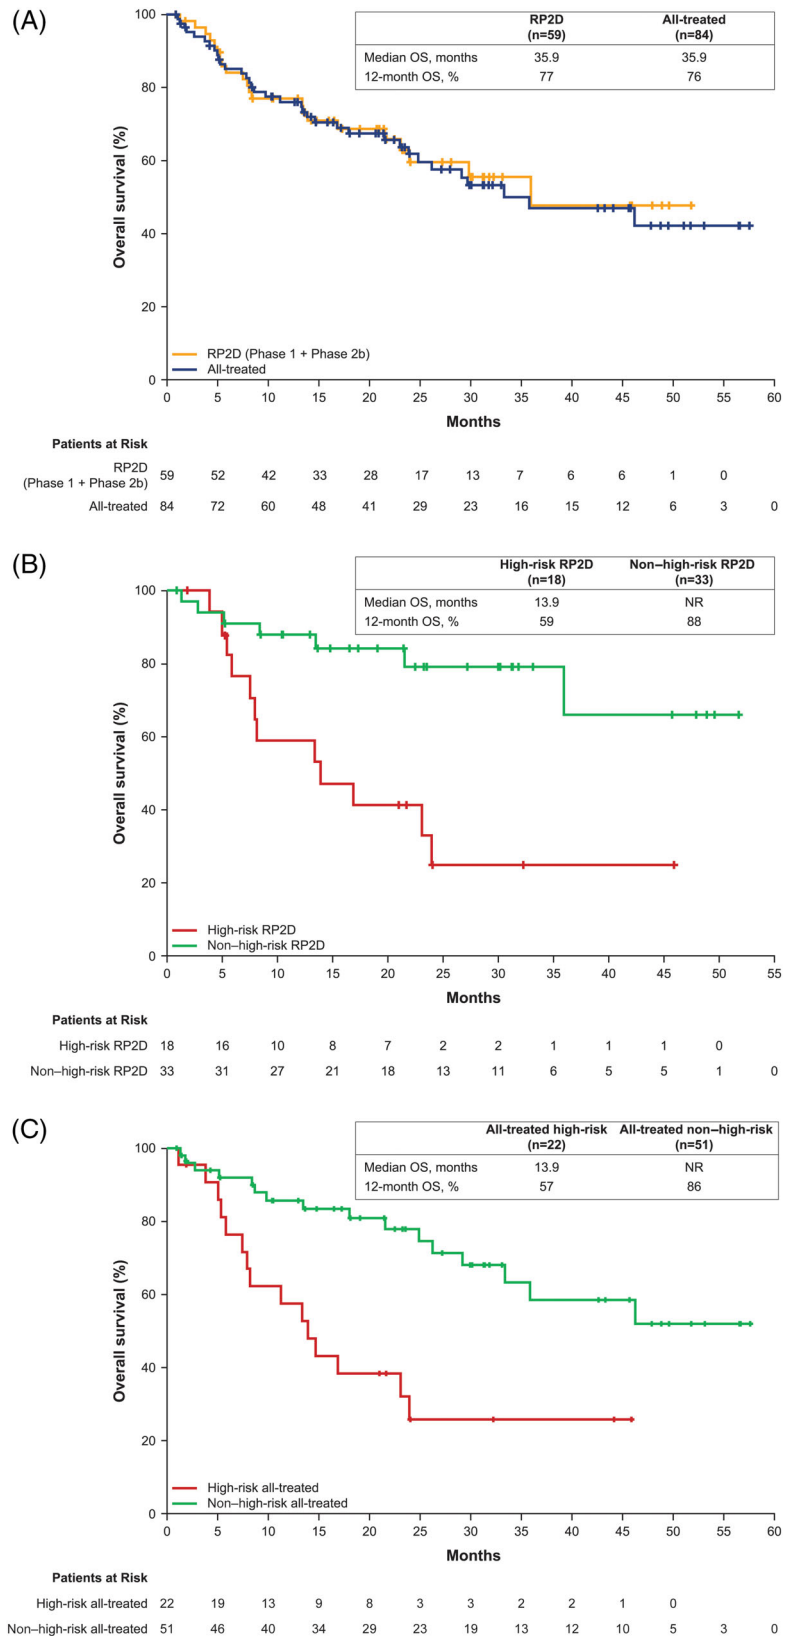 (A)
RP2D All-treated
(n=59) (n=84)
Median OS, months 35.9 35.9
12-month OS, % 77 76
100
80
60
40
20
0
Overall survival (%)
RP2D (Phase 1 + Phase 2b)
All-treated
0 5 10 15 20 25 30 35 40 45 50 55 60
Months
Patients at Risk
RP2D
(Phase 1 + Phase 2b) 59 52 42 33 28 17 13 7 6 6 1 0
All-treated 84 72 60 48 41 29 23 16 15 12 6 3 0
(B)
High-risk RP2D Non–high-risk RP2D
(n=18) (n=33)
Median OS, months 13.9 NR
12-month OS, % 59 88
100
80
60
40
20
0
Overall survival (%)
High-risk RP2D
Non–high-risk RP2D
0 5 10 15 20 25 30 35 40 45 50 55
Months
Patients at Risk
High-risk RP2D 18 16 10 8 7 2 2 1 1 1 0
Non–high-risk RP2D 33 31 27 21 18 13 11 6 5 5 1 0
(C)
All-treated high-risk All-treated non–high-risk
(n=22) (n=51)
Median OS, months 13.9 NR
12-month OS, % 57 86
100
80
60
40
20
0
Overall survival (%)
High-risk all-treated
Non–high-risk all-treated
0 5 10 15 20 25 30 35 40 45 50 55 60
Months
Patients at Risk
High-risk all-treated 22 19 13 9 8 3 3 2 2 1 0
Non–high-risk all-treated 51 46 40 34 29 23 19 13 12 10 5 3 0